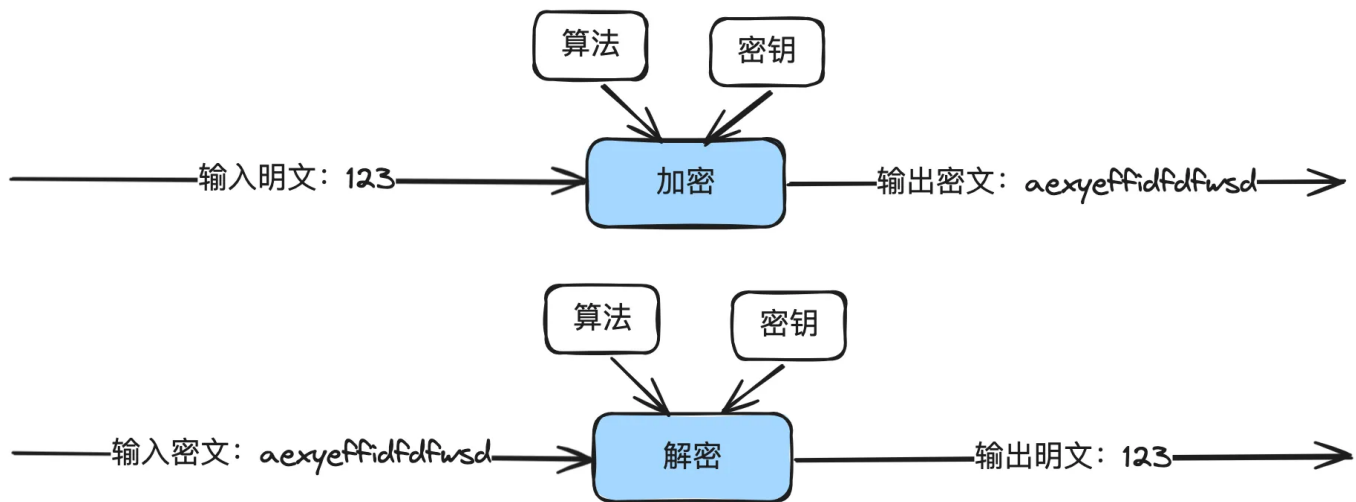 算法
密钥
输入明文：123
加密
输出密文：aexyeffidfdfwsd
算法
密钥
输入密文：aexyeffidfdfwsd
解密
输出明文：123